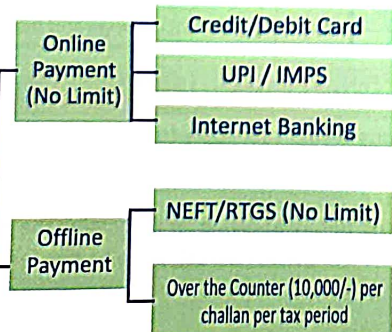 Online
Payment
(No Limit)
Credit/Debit Card
UPI / IMPS
Internet Banking
Offline
Payment
NEFT/RTGS (No Limit)
Over the Counter (10,000/-) per
challan per tax period